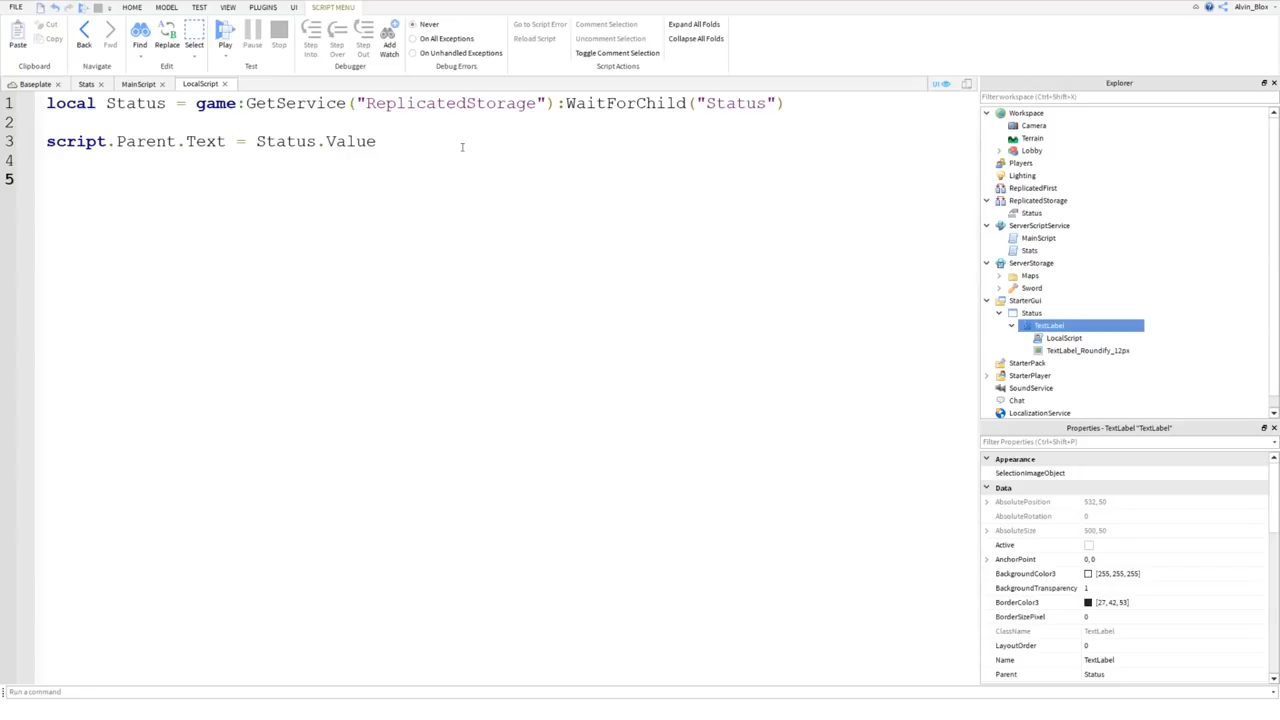 FILE HOME MODEL TEST VIEW PLUGINS UI SCRIPT MENU Alvin_Blox
Paste Cut Copy Back Fwd Find Replace Select Play Pause Stop Step Into Step Over Step Out Add Watch
Never
On All Exceptions
On Unhandled Exceptions
Go to Script Error
Reload Script
Comment Selection
Uncomment Selection
Toggle Comment Selection
Expand All Folds
Collapse All Folds
Clipboard Navigate Edit Test Debugger Debug Errors Script Actions
Baseplate Stats MainScript LocalScript UI Explorer
Filter workspace (Ctrl+Shift+X)
1 local Status = game:GetService("ReplicatedStorage"):WaitForChild("Status")
2
3 script.Parent.Text = Status.Value
4
5
Workspace
Camera
Terrain
Lobby
Players
Lighting
ReplicatedFirst
ReplicatedStorage
Status
ServerScriptService
MainScript
Stats
ServerStorage
Maps
Sword
StarterGui
Status
TextLabel
LocalScript
TextLabel_Roundify_12px
StarterPack
StarterPlayer
SoundService
Chat
LocalizationService
Properties - TextLabel "TextLabel"
Filter Properties (Ctrl+Shift+P)
Appearance
SelectionImageObject
Data
AbsolutePosition 532, 50
AbsoluteRotation 0
AbsoluteSize 500, 50
Active
AnchorPoint 0, 0
BackgroundColor3 [255, 255, 255]
BackgroundTransparency 1
BorderColor3 [27, 42, 53]
BorderSizePixel 0
ClassName TextLabel
LayoutOrder 0
Name TextLabel
Parent Status
Run a command